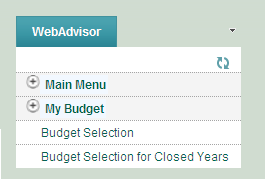 WebAdvisor
Main Menu
My Budget
Budget Selection
Budget Selection for Closed Years